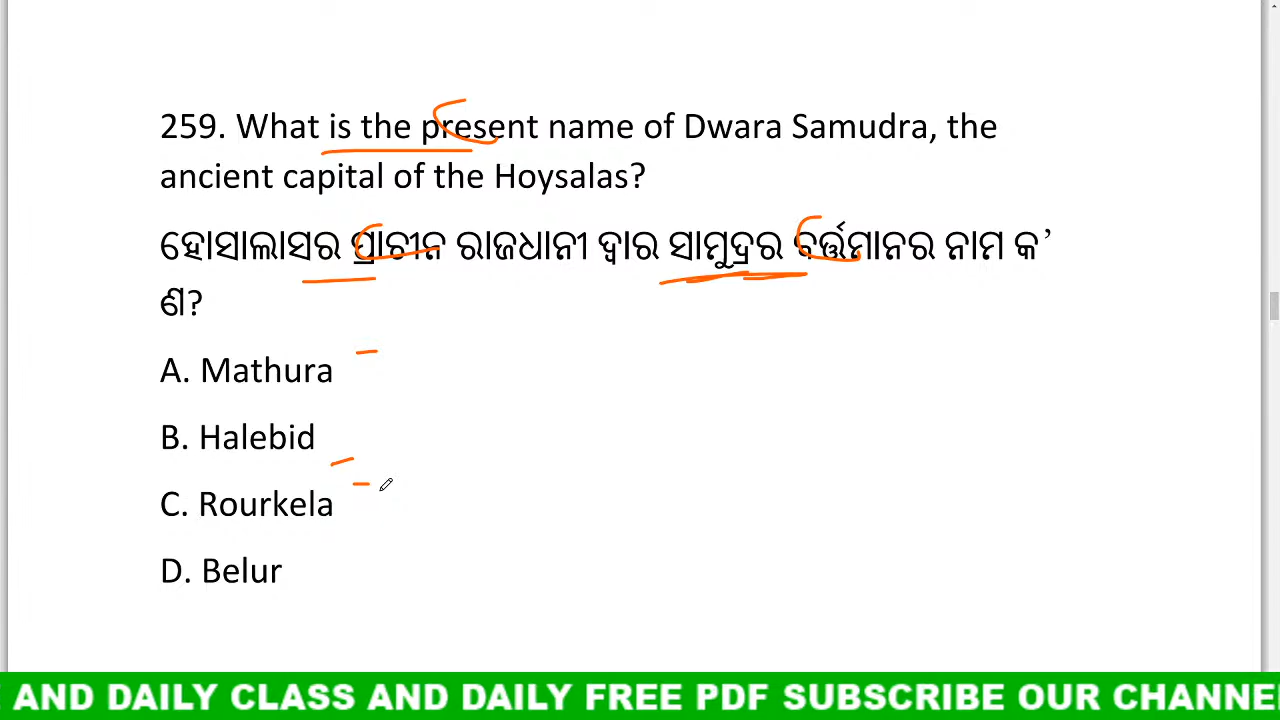 259. What is the present name of Dwara Samudra, the
ancient capital of the Hoysalas?
ହୋସାଲାସର ପ୍ରାଚୀନ ରାଜଧାନୀ ଦ୍ୱାର ସାମୁଦ୍ରର ବର୍ତ୍ତମାନର ନାମ କ’
ଣ?
A. Mathura
B. Halebid
C. Rourkela
D. Belur
AND DAILY CLASS AND DAILY FREE PDF SUBSCRIBE OUR CHANNE